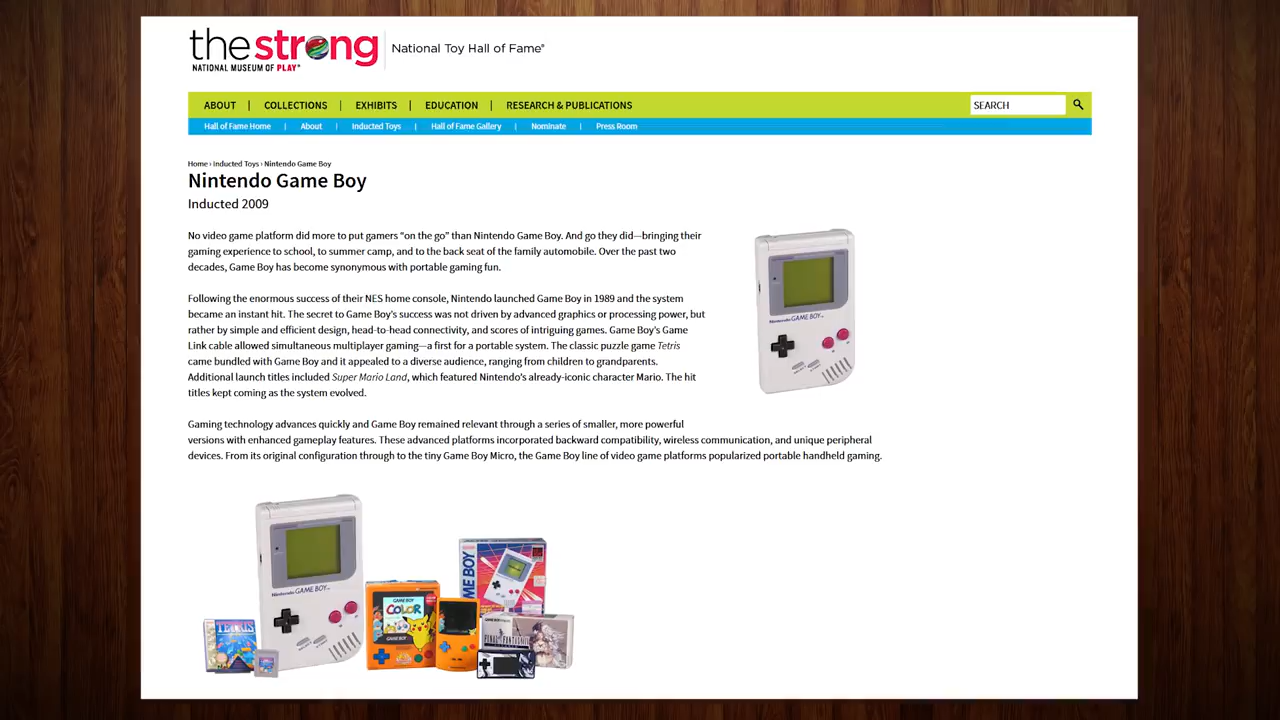 thestrong
NATIONAL MUSEUM OF PLAY®
National Toy Hall of Fame®
ABOUT | COLLECTIONS | EXHIBITS | EDUCATION | RESEARCH & PUBLICATIONS
SEARCH
Hall of Fame Home | About | Inducted Toys | Hall of Fame Gallery | Nominate | Press Room
Home › Inducted Toys › Nintendo Game Boy
Nintendo Game Boy
Inducted 2009
No video game platform did more to put gamers “on the go” than Nintendo Game Boy. And go they did—bringing their
gaming experience to school, to summer camp, and to the back seat of the family automobile. Over the past two
decades, Game Boy has become synonymous with portable gaming fun.
Following the enormous success of their NES home console, Nintendo launched Game Boy in 1989 and the system
became an instant hit. The secret to Game Boy’s success was not driven by advanced graphics or processing power, but
rather by simple and efficient design, head-to-head connectivity, and scores of intriguing games. Game Boy’s Game
Link cable allowed simultaneous multiplayer gaming—a first for a portable system. The classic puzzle game Tetris
came bundled with Game Boy and it appealed to a diverse audience, ranging from children to grandparents.
Additional launch titles included Super Mario Land, which featured Nintendo’s already-iconic character Mario. The hit
titles kept coming as the system evolved.
Gaming technology advances quickly and Game Boy remained relevant through a series of smaller, more powerful
versions with enhanced gameplay features. These advanced platforms incorporated backward compatibility, wireless communication, and unique peripheral
devices. From its original configuration through to the tiny Game Boy Micro, the Game Boy line of video game platforms popularized portable handheld gaming.
Nintendo GAME BOY
Nintendo GAME BOY
TETRIS
GAME BOY
COLOR
GAME BOY
ME BOY